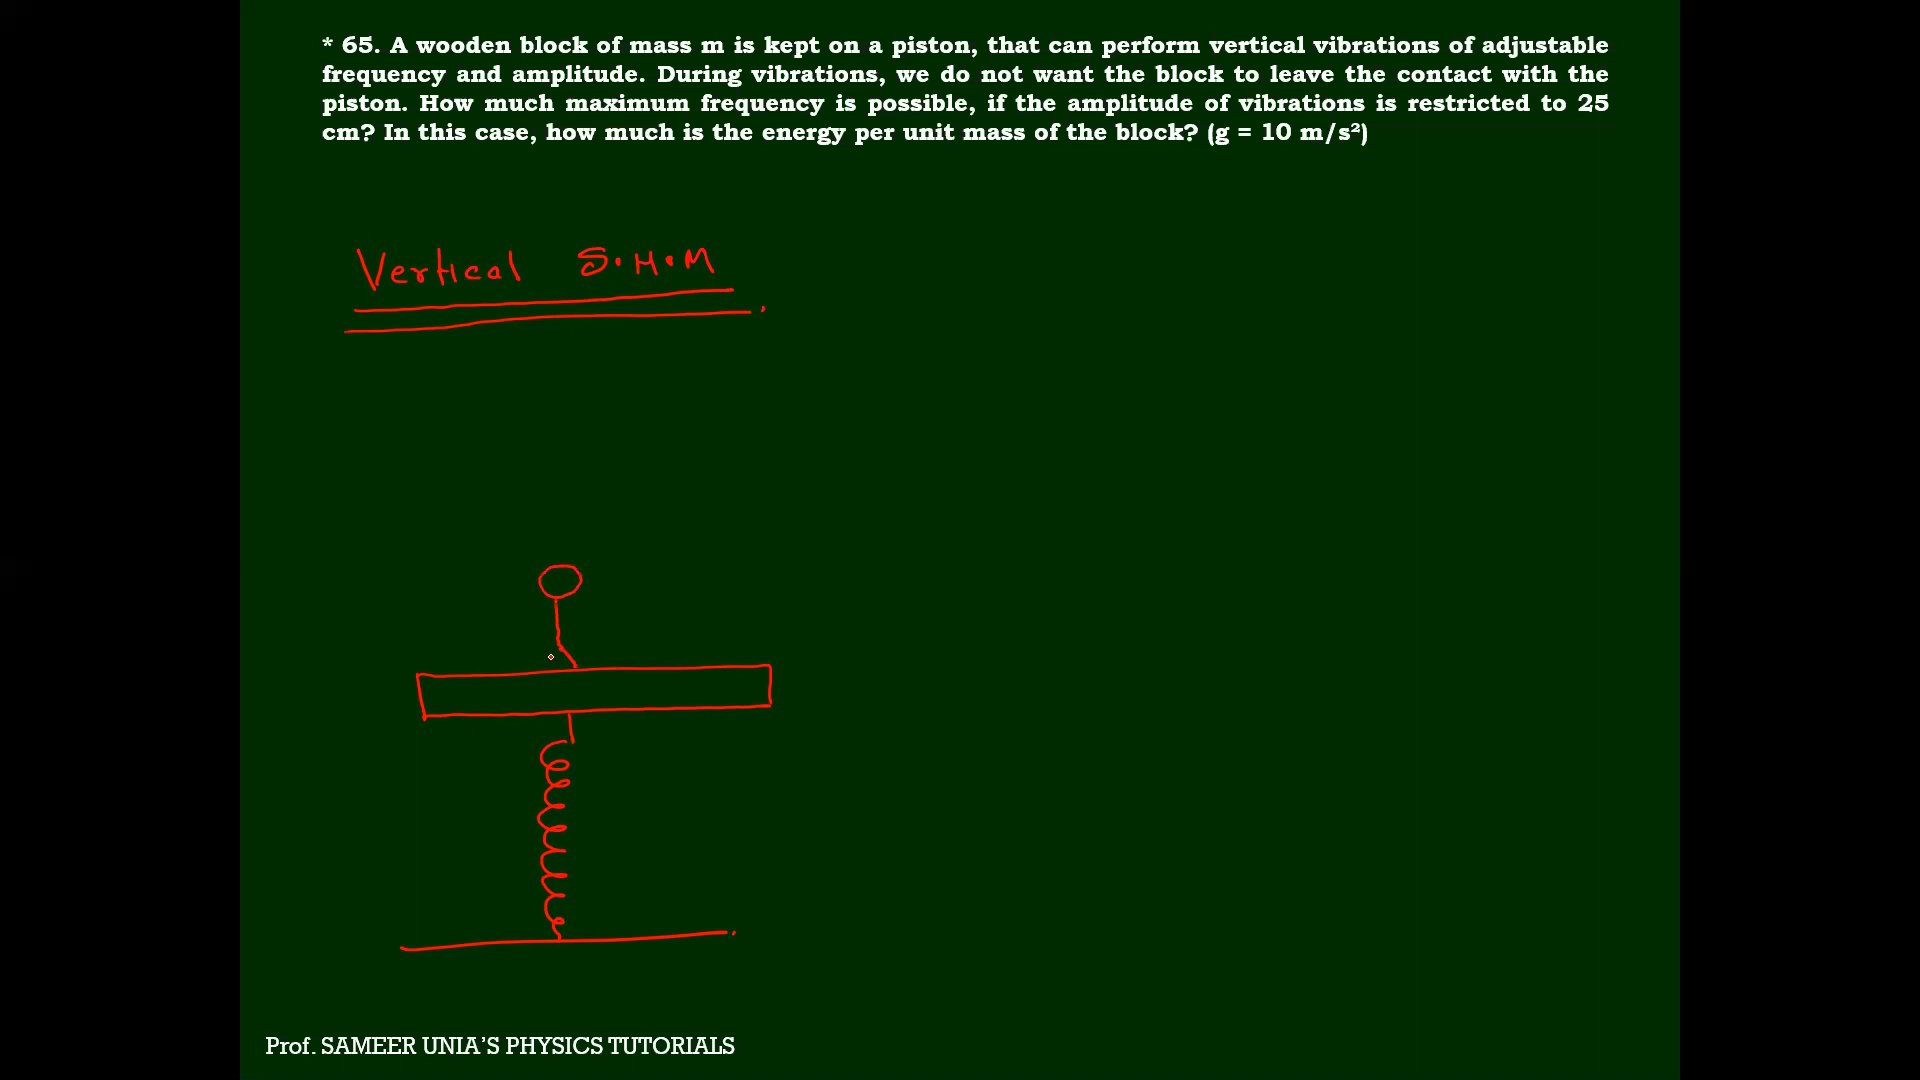 * 65. A wooden block of mass m is kept on a piston, that can perform vertical vibrations of adjustable
frequency and amplitude. During vibrations, we do not want the block to leave the contact with the
piston. How much maximum frequency is possible, if the amplitude of vibrations is restricted to 25
cm? In this case, how much is the energy per unit mass of the block? (g = 10 m/s²)
Vertical S.H.M
Prof. SAMEER UNIA’S PHYSICS TUTORIALS